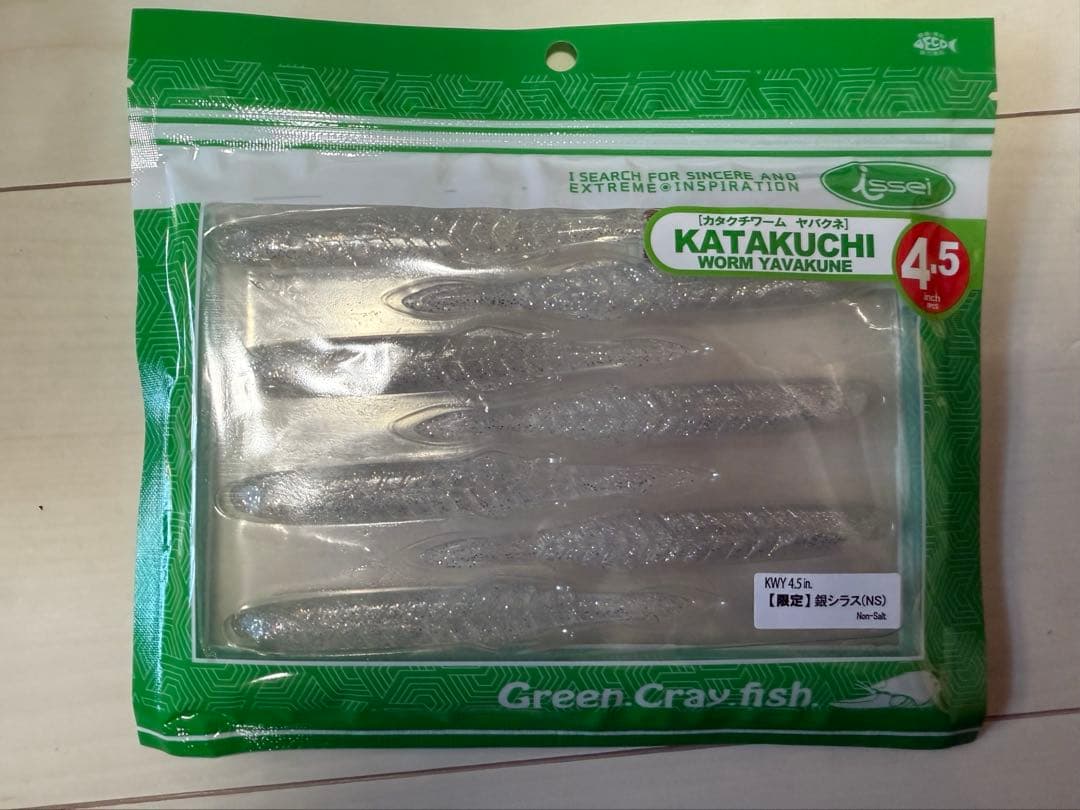 ECO
I SEARCH FOR SINCERE AND
EXTREME INSPIRATION
issei
[カタクチワーム ヤバクネ]
KATAKUCHI
WORM YAVAKUNE
4.5
inch
KWY 4.5 in.
【限定】銀シラス(NS)
Non-Salt
Green.Cray.fish.